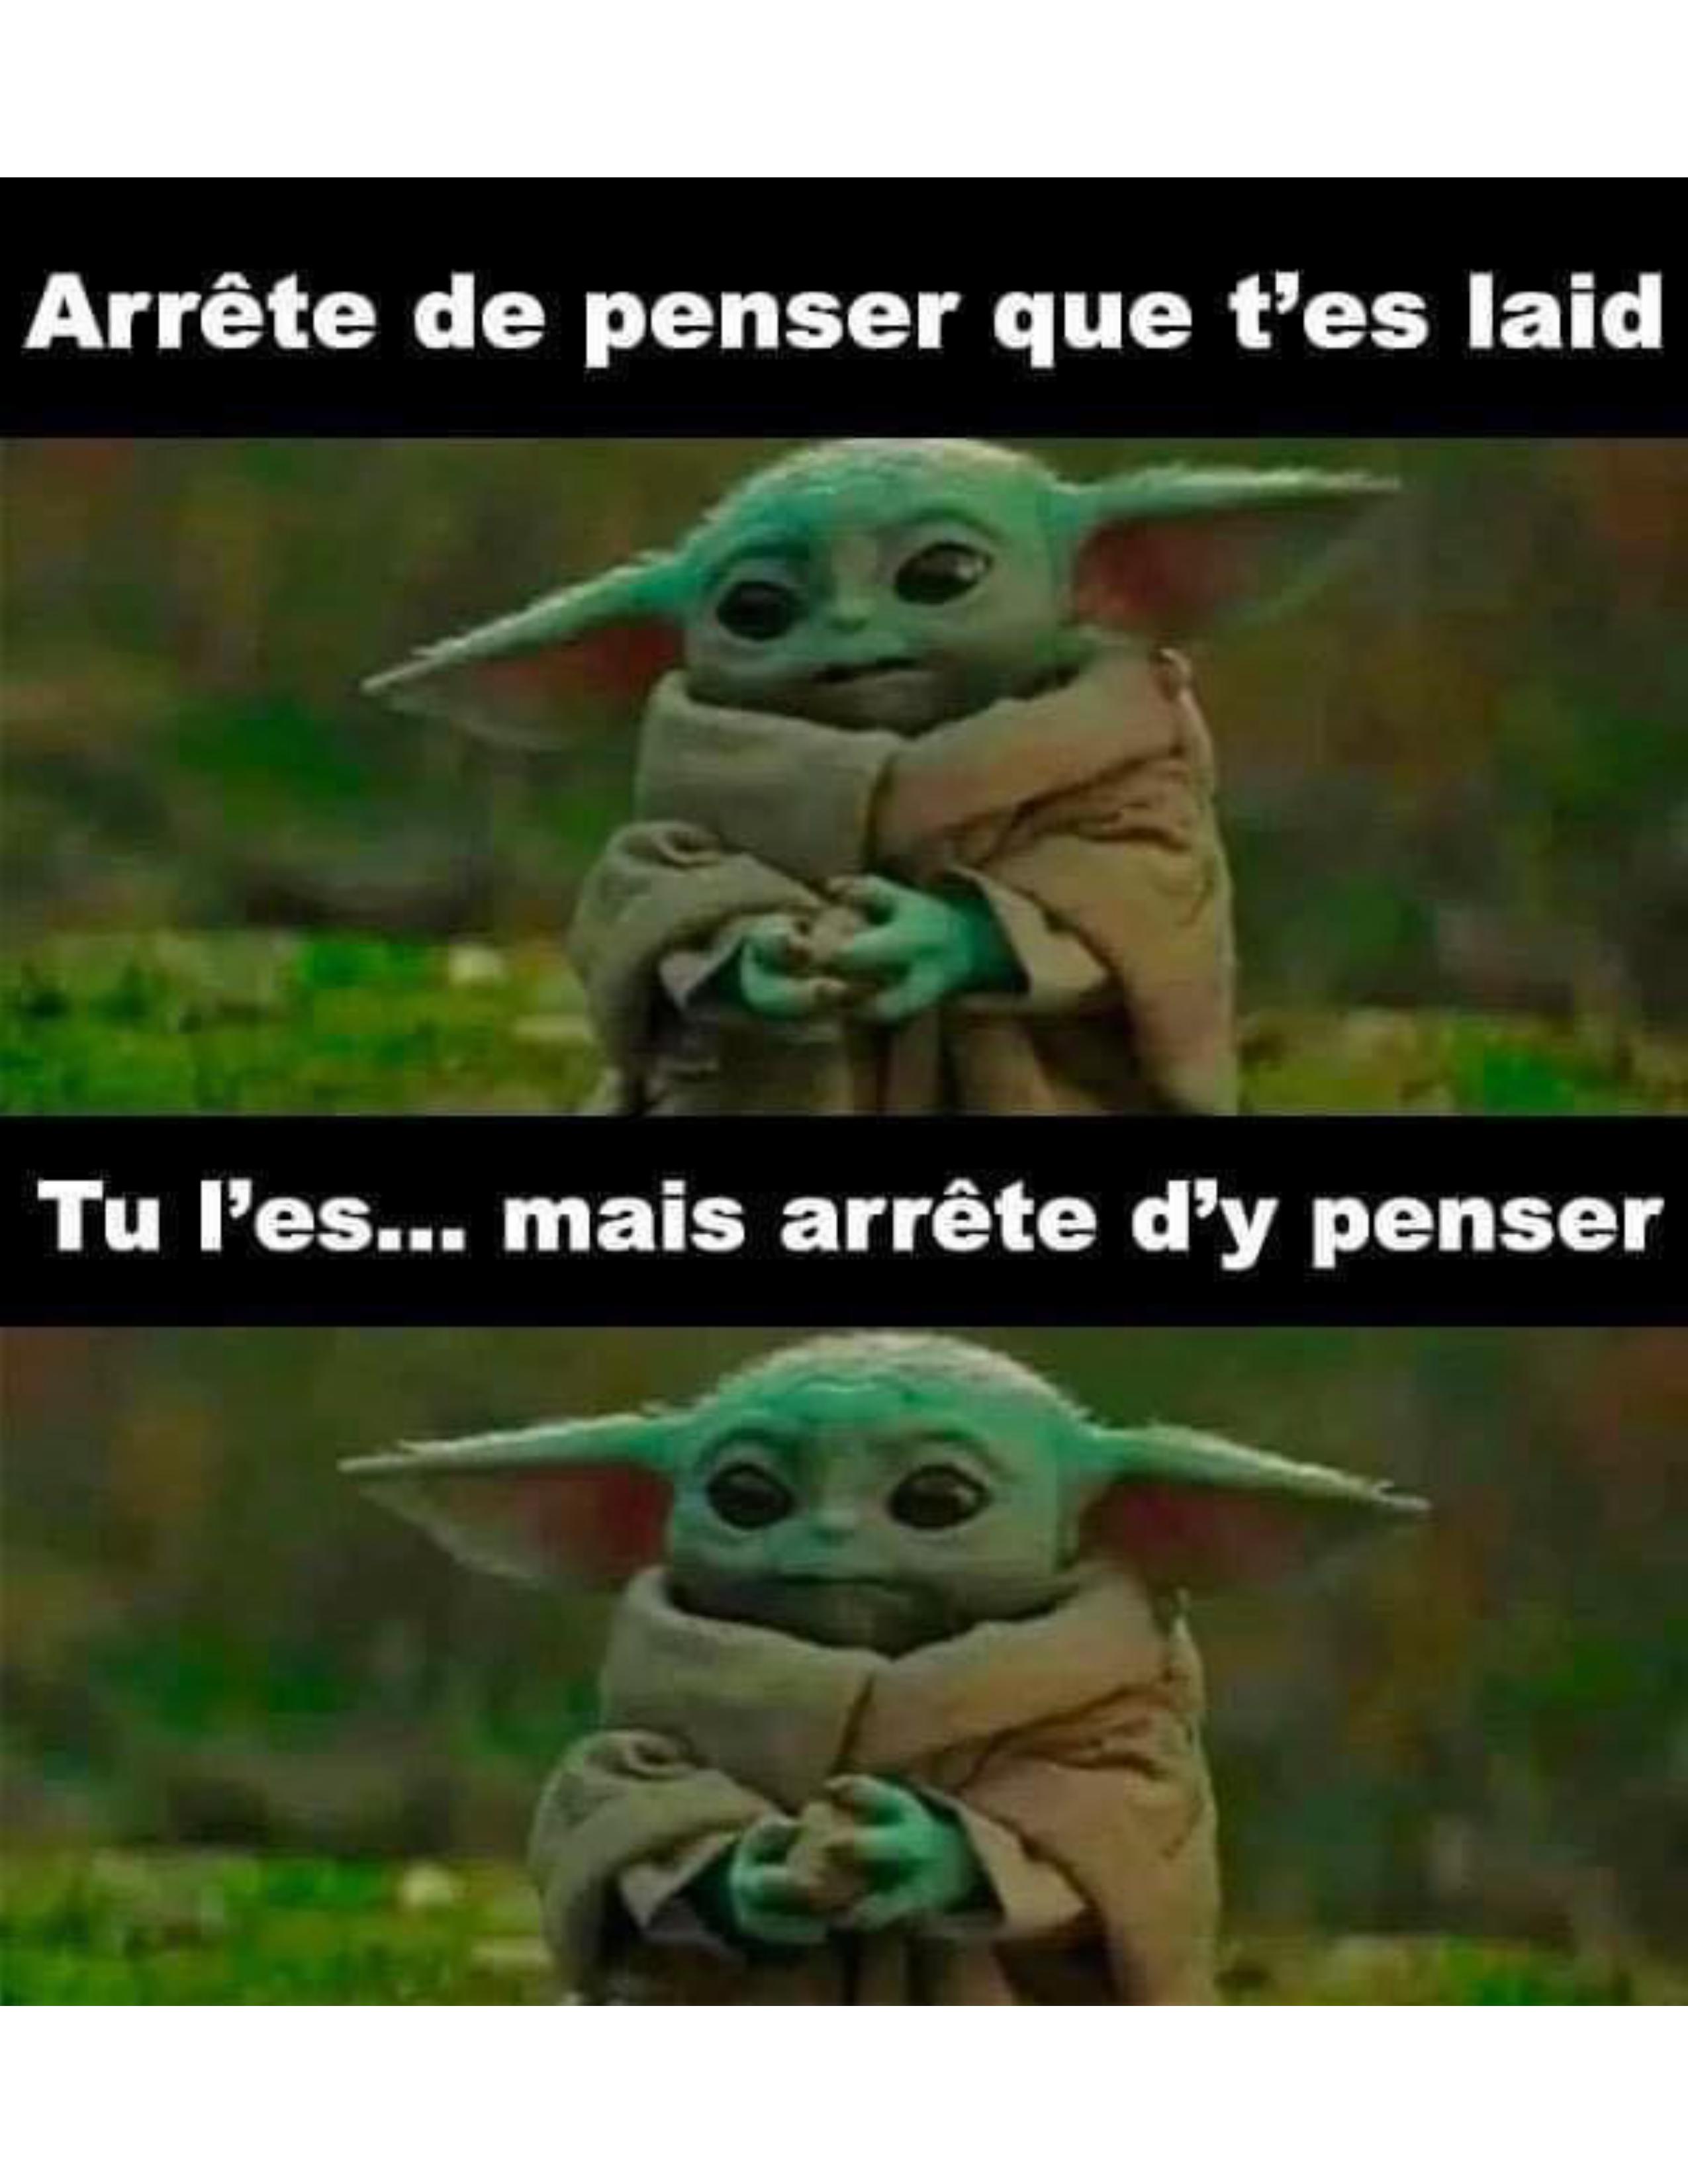 Arrête de penser que t’es laid
Tu l’es... mais arrête d’y penser